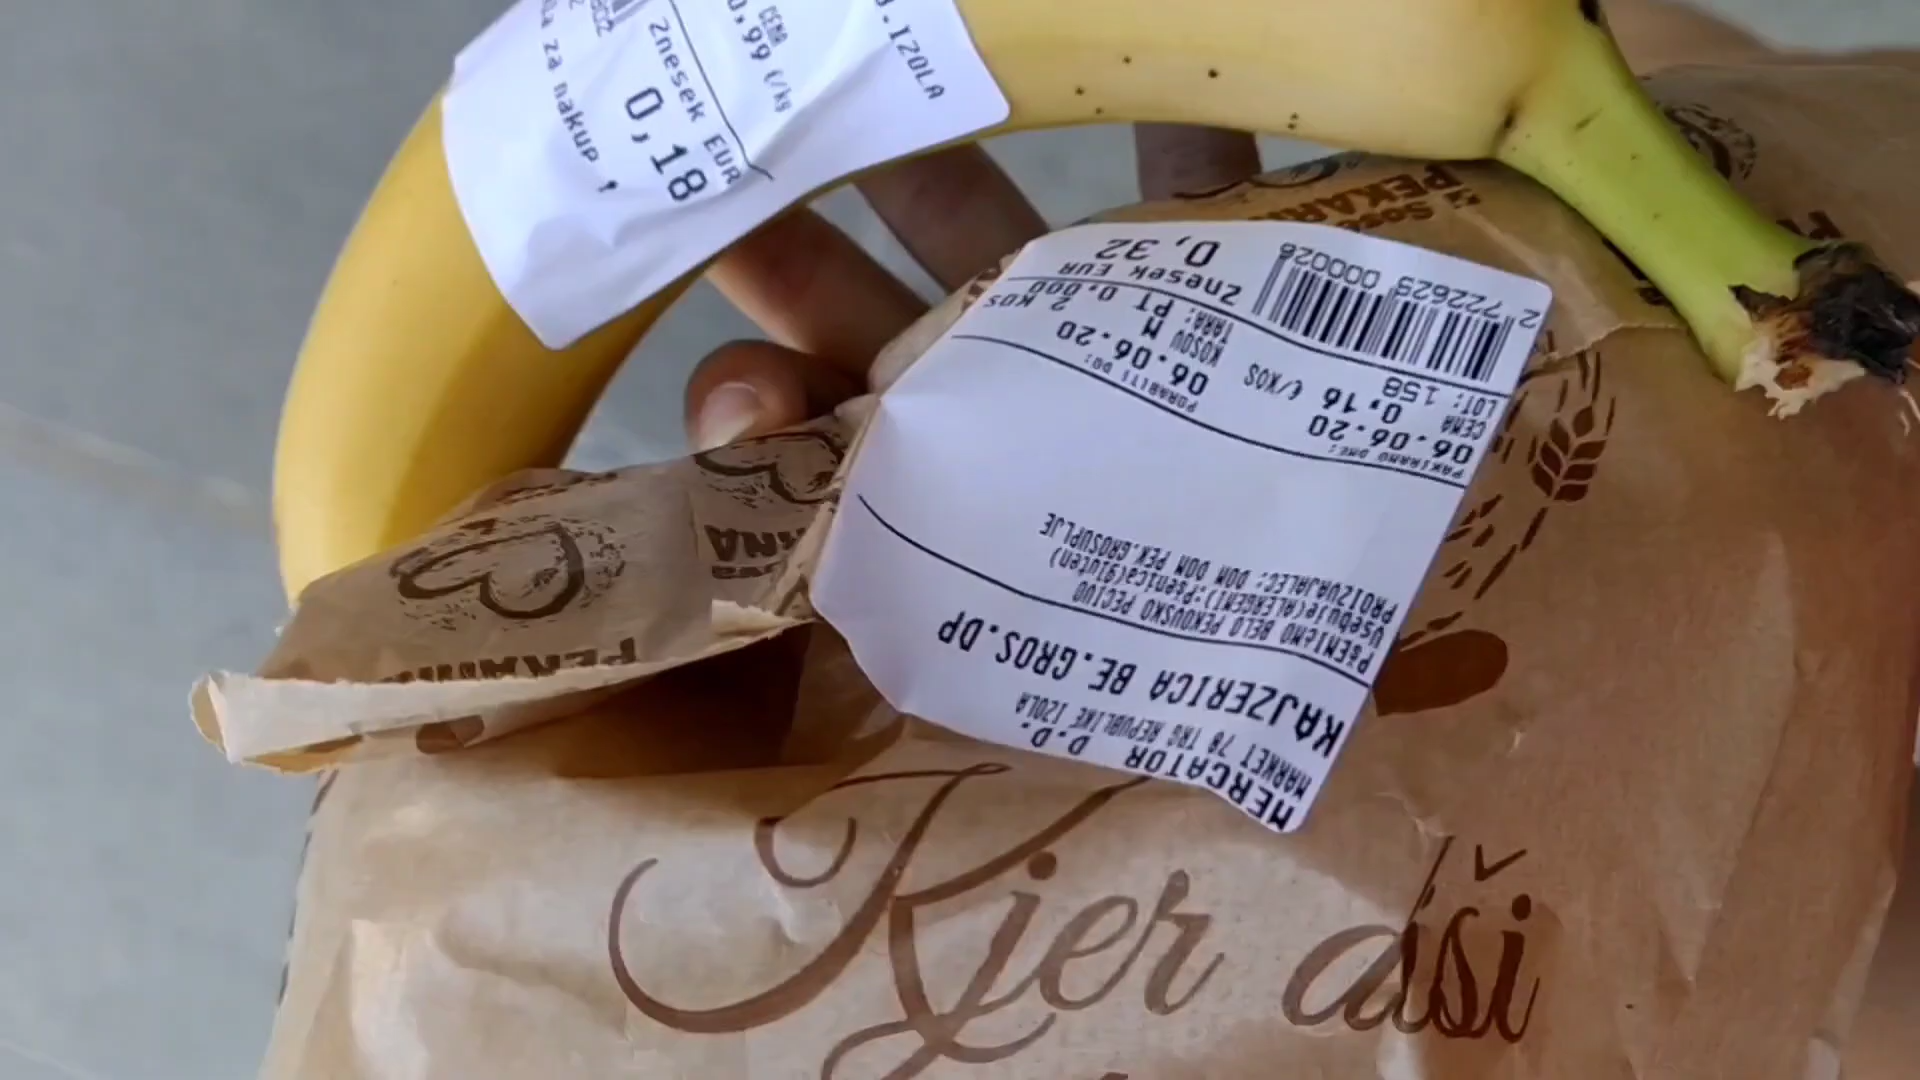 IZOLA
CENA
0,99 €/kg
Znesek EUR
0,18
za nakup !
MERCATOR D.D.
MARKET 78 TRG REPUBLIKE IZOLA
KAJZERICA BE.GROS.DP
PŠENIČNO BELO PEKOVSKO PECIVO
Vsebuje(ALERGENI):Pšenica(gluten)
PROIZVAJALEC: DOM DOM PEK.GROSUPLJE
PAKIRANO DNE:
06.06.20
PORABITI DO:
06.06.20
CENA
0,16 €/KOS
KOSOV M
2 KOS
LOT: 158
TARA: PT 0,000
Znesek EUR
0,32
2 722629 000028
PEKARNA
Kjer diši